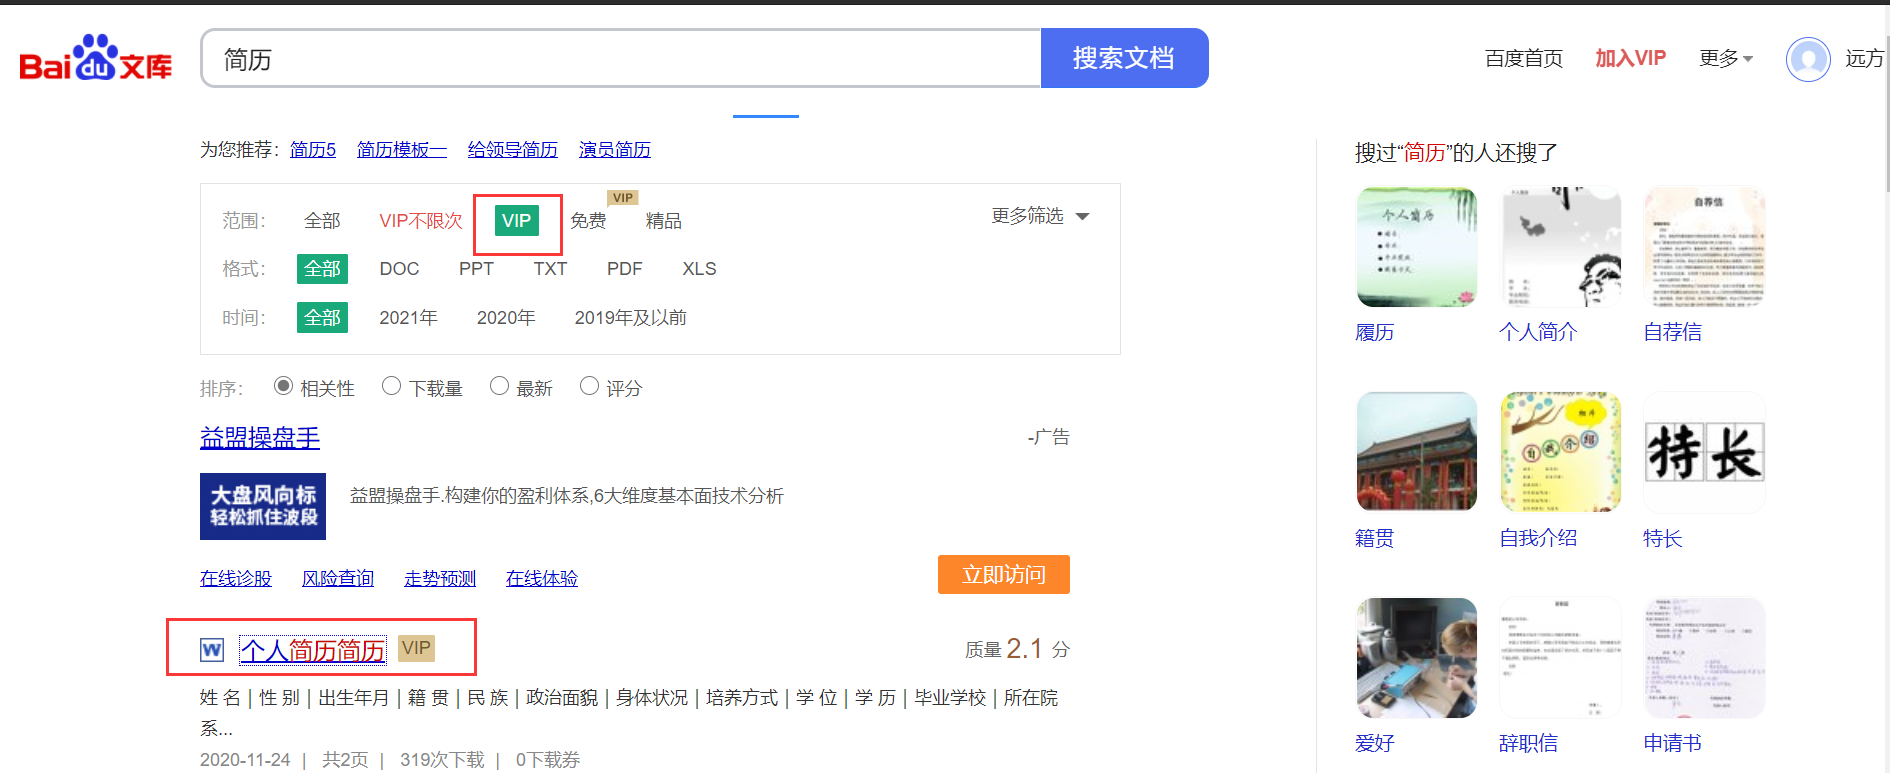 Bai du 文库
简历
搜索文档
百度首页 加入VIP 更多 远方
为您推荐: 简历5 简历模板一 给领导简历 演员简历
范围: 全部 VIP不限次 VIP 免费 VIP 精品 更多筛选
格式: 全部 DOC PPT TXT PDF XLS
时间: 全部 2021年 2020年 2019年及以前
排序: 相关性 下载量 最新 评分
益盟操盘手 -广告
大盘风向标
轻松抓住波段
益盟操盘手.构建你的盈利体系,6大维度基本面技术分析
在线诊股 风险查询 走势预测 在线体验 立即访问
W 个人简历简历 VIP 质量 2.1 分
姓 名 | 性 别 | 出生年月 | 籍 贯 | 民 族 | 政治面貌 | 身体状况 | 培养方式 | 学 位 | 学 历 | 毕业学校 | 所在院
系...
2020-11-24 | 共2页 | 319次下载 | 0下载券
搜过“简历”的人还搜了
个人简历
自荐信
履历 个人简介 自荐信
自我介绍
特长
籍贯 自我介绍 特长
爱好 辞职信 申请书